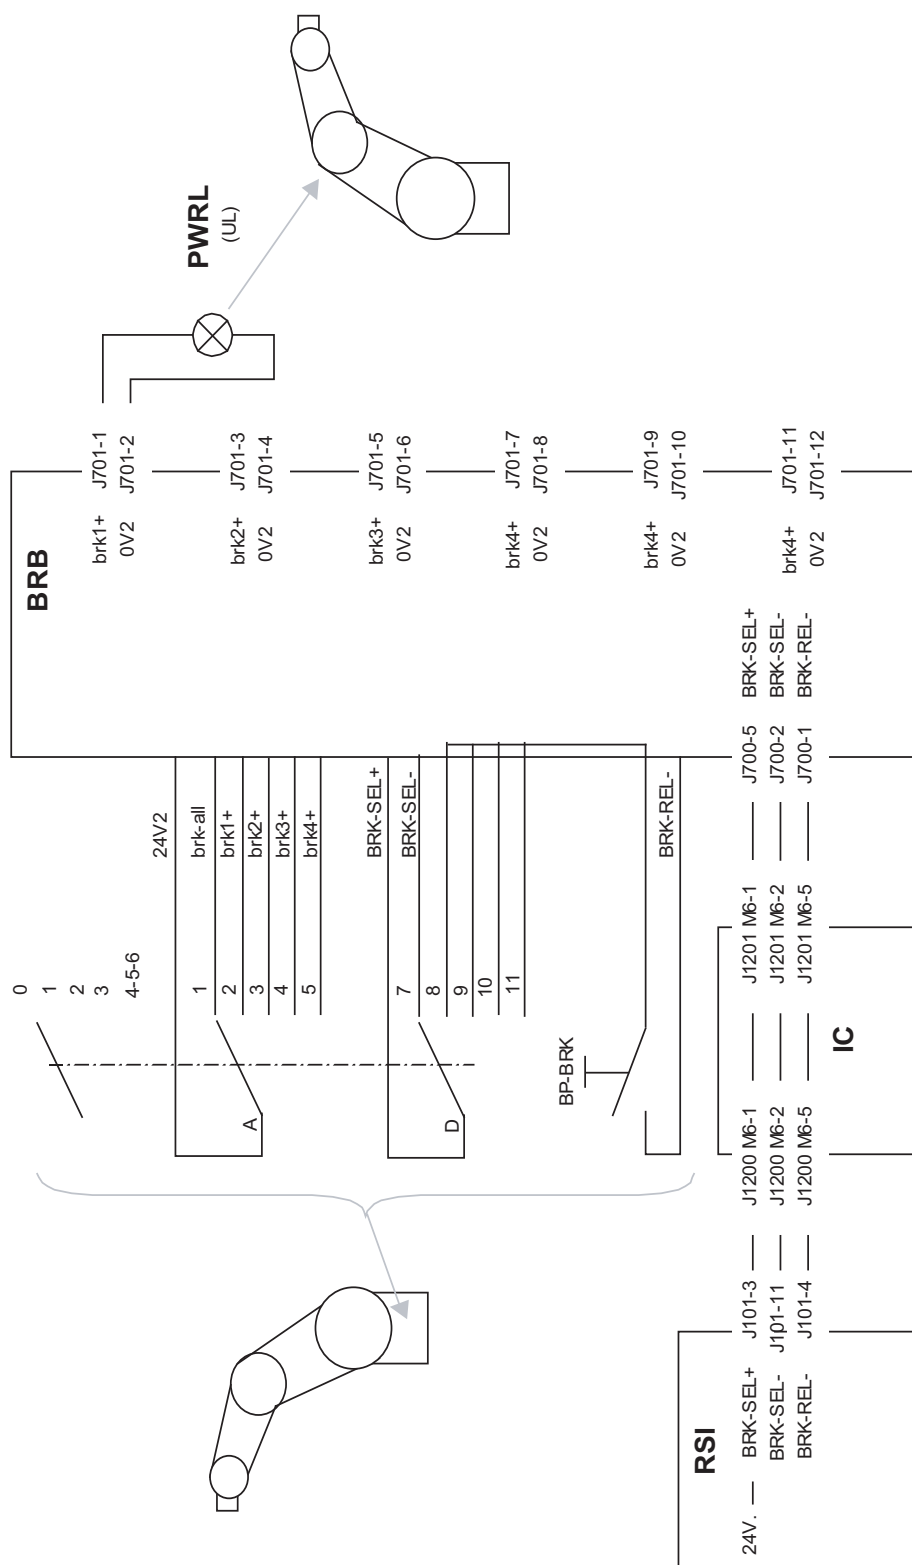 PWRL
(UL)
BRB
brk1+ J701-1
0V2 J701-2
brk2+ J701-3
0V2 J701-4
brk3+ J701-5
0V2 J701-6
brk4+ J701-7
0V2 J701-8
brk4+ J701-9
0V2 J701-10
brk4+ J701-11
0V2 J701-12
0
1
2
3
4-5-6
24V2
1 brk-all
2 brk1+
3 brk2+
4 brk3+
5 brk4+
A
BRK-SEL+
7 BRK-SEL-
8
9
10
11
D
BP-BRK
BRK-REL-
RSI
IC
24V. BRK-SEL+ J101-3 J1200 M6-1 J1201 M6-1 J700-5 BRK-SEL+
BRK-SEL- J101-11 J1200 M6-2 J1201 M6-2 J700-2 BRK-SEL-
BRK-REL- J101-4 J1200 M6-5 J1201 M6-5 J700-1 BRK-REL-